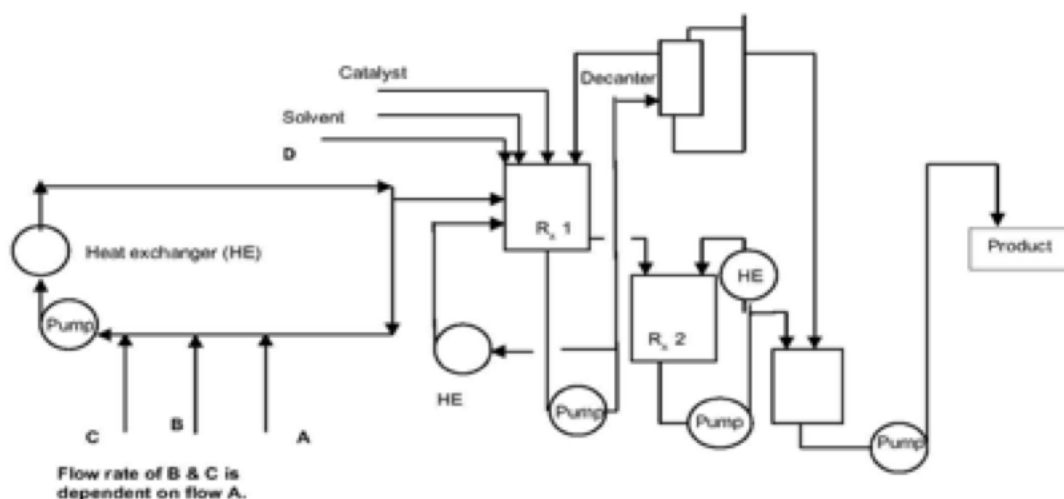 Catalyst
Decanter
Solvent
D
Rx 1
Heat exchanger (HE)
Product
HE
Pump
Rx 2
HE
Pump
Pump
Pump
C
B
A
Flow rate of B & C is
dependent on flow A.